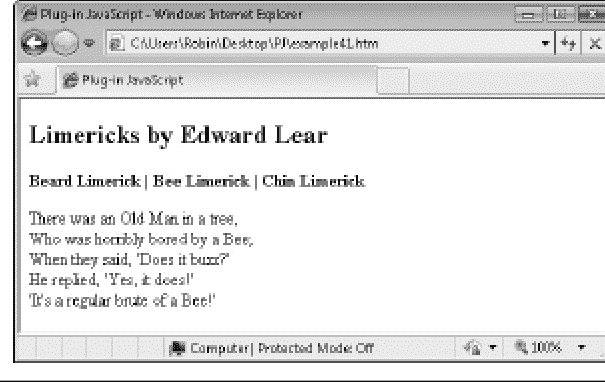 Plug-in JavaScript - Windows Internet Explorer
C:\Users\Robin\Desktop\PJ\example41.htm
Plug-in JavaScript
Limericks by Edward Lear
Beard Limerick | Bee Limerick | Chin Limerick
There was an Old Man in a tree,
Who was horribly bored by a Bee;
When they said, 'Does it buzz?'
He replied, 'Yes, it does!'
'It's a regular brute of a Bee!'
Computer | Protected Mode: Off
100%